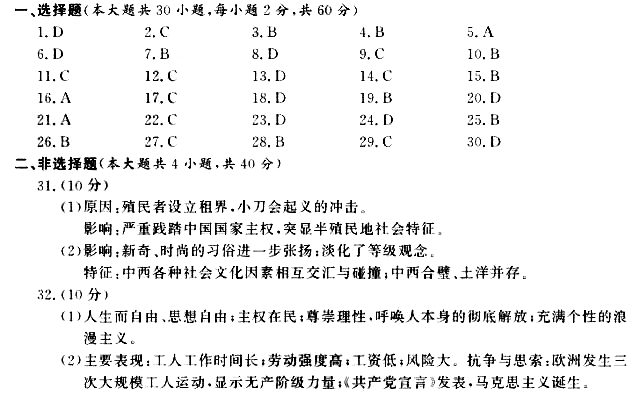 一、选择题(本大题共 30 小题,每小题 2 分,共 60 分)
1. D 2. C 3. B 4. B 5. A
6. D 7. B 8. D 9. C 10. B
11. C 12. C 13. D 14. C 15. B
16. A 17. C 18. D 19. B 20. D
21. A 22. C 23. D 24. D 25. B
26. B 27. C 28. B 29. C 30. D
二、非选择题(本大题共 4 小题,共 40 分)
31. (10 分)
(1)原因:殖民者设立租界,小刀会起义的冲击。
影响:严重践踏中国国家主权,突显半殖民地社会特征。
(2)影响:新奇、时尚的习俗进一步张扬;淡化了等级观念。
特征:中西各种社会文化因素相互交汇与碰撞;中西合璧、土洋并存。
32. (10 分)
(1)人生而自由、思想自由;主权在民;尊崇理性,呼唤人本身的彻底解放;充满个性的浪
漫主义。
(2)主要表现:工人工作时间长;劳动强度高;工资低;风险大。抗争与思索:欧洲发生三
次大规模工人运动,显示无产阶级力量;《共产党宣言》发表,马克思主义诞生。